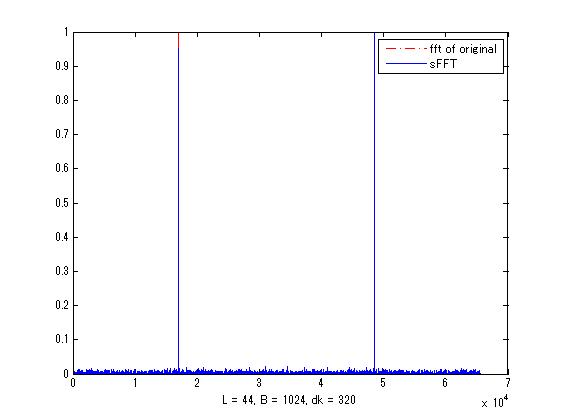 1
0.9
0.8
0.7
0.6
0.5
0.4
0.3
0.2
0.1
0
fft of original
sFFT
0 1 2 3 4 5 6 7
x 10^4
L = 44, B = 1024, dk = 320